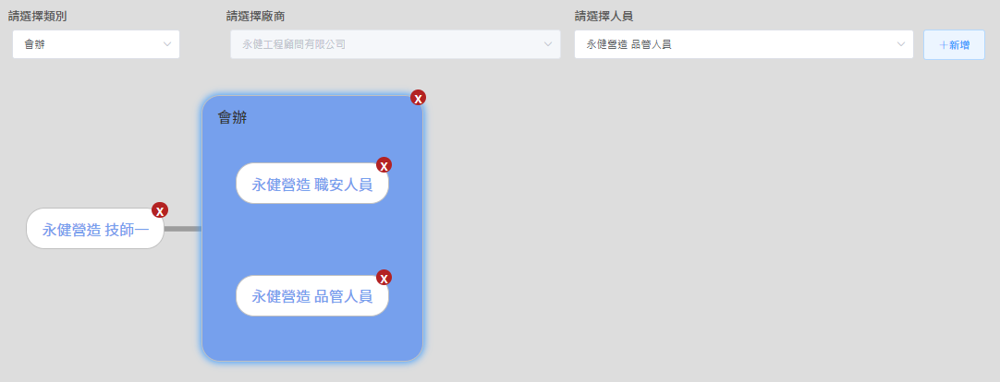 請選擇類別
請選擇廠商
請選擇人員
會辦
永健工程顧問有限公司
永健營造 品管人員
＋新增
X
會辦
X
永健營造 職安人員
X
永健營造 技師一
X
永健營造 品管人員